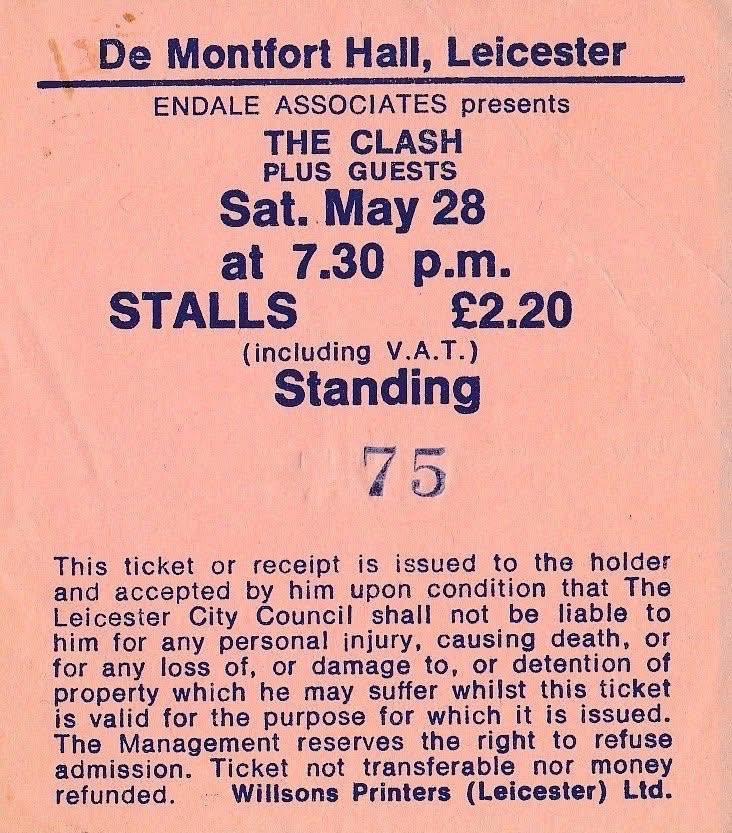 De Montfort Hall, Leicester
ENDALE ASSOCIATES presents
THE CLASH
PLUS GUESTS
Sat. May 28
at 7.30 p.m.
STALLS £2.20
(including V.A.T.)
Standing
75
This ticket or receipt is issued to the holder
and accepted by him upon condition that The
Leicester City Council shall not be liable to
him for any personal injury, causing death, or
for any loss of, or damage to, or detention of
property which he may suffer whilst this ticket
is valid for the purpose for which it is issued.
The Management reserves the right to refuse
admission. Ticket not transferable nor money
refunded. Willsons Printers (Leicester) Ltd.